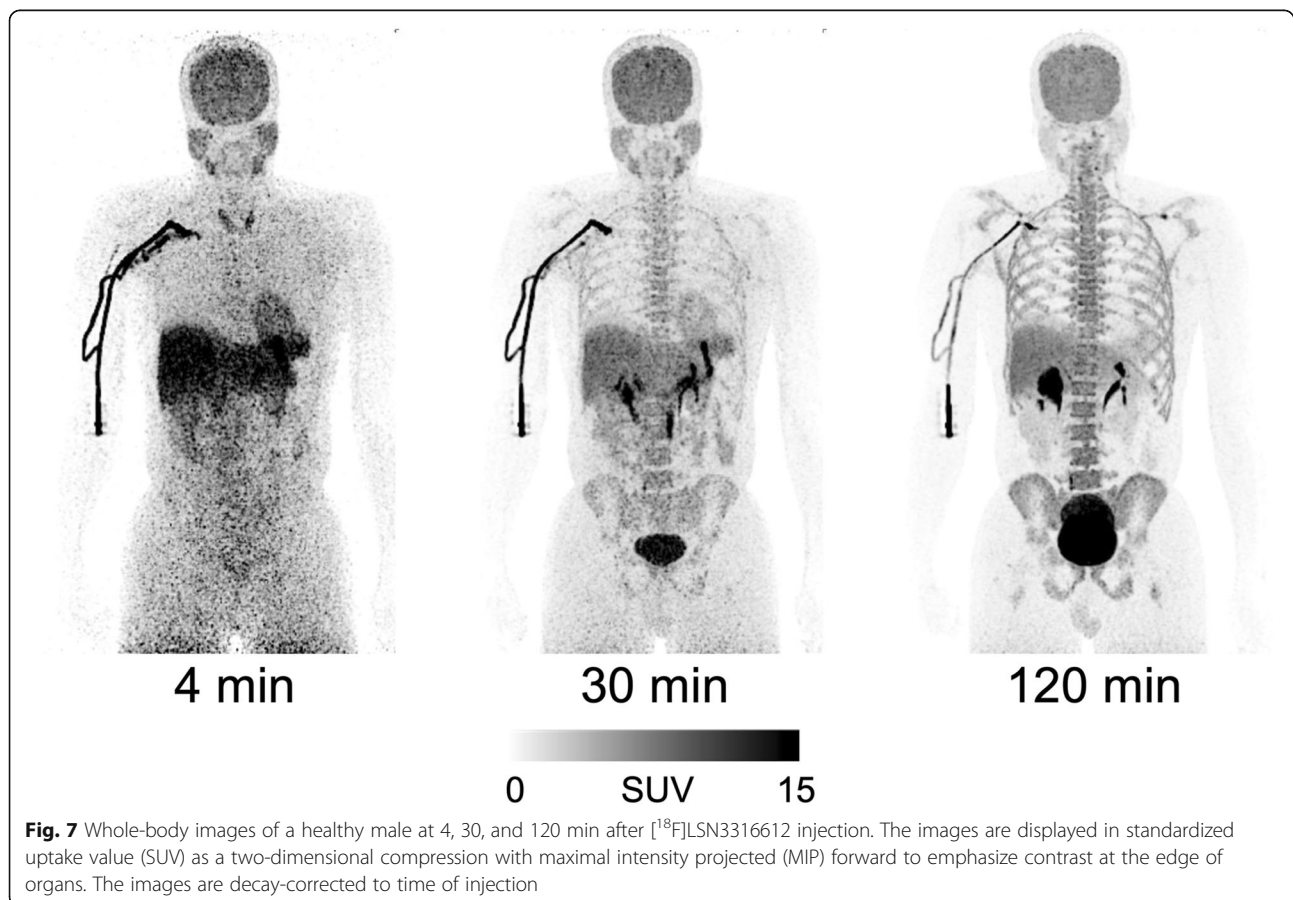 4 min 30 min 120 min
0 SUV 15
Fig. 7 Whole-body images of a healthy male at 4, 30, and 120 min after [¹⁸F]LSN3316612 injection. The images are displayed in standardized
uptake value (SUV) as a two-dimensional compression with maximal intensity projected (MIP) forward to emphasize contrast at the edge of
organs. The images are decay-corrected to time of injection